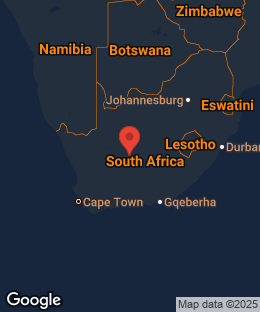 Zimbabwe
Namibia
Botswana
Johannesburg
Eswatini
Lesotho
Durban
South Africa
Cape Town
Gqeberha
Google
Map data ©2025